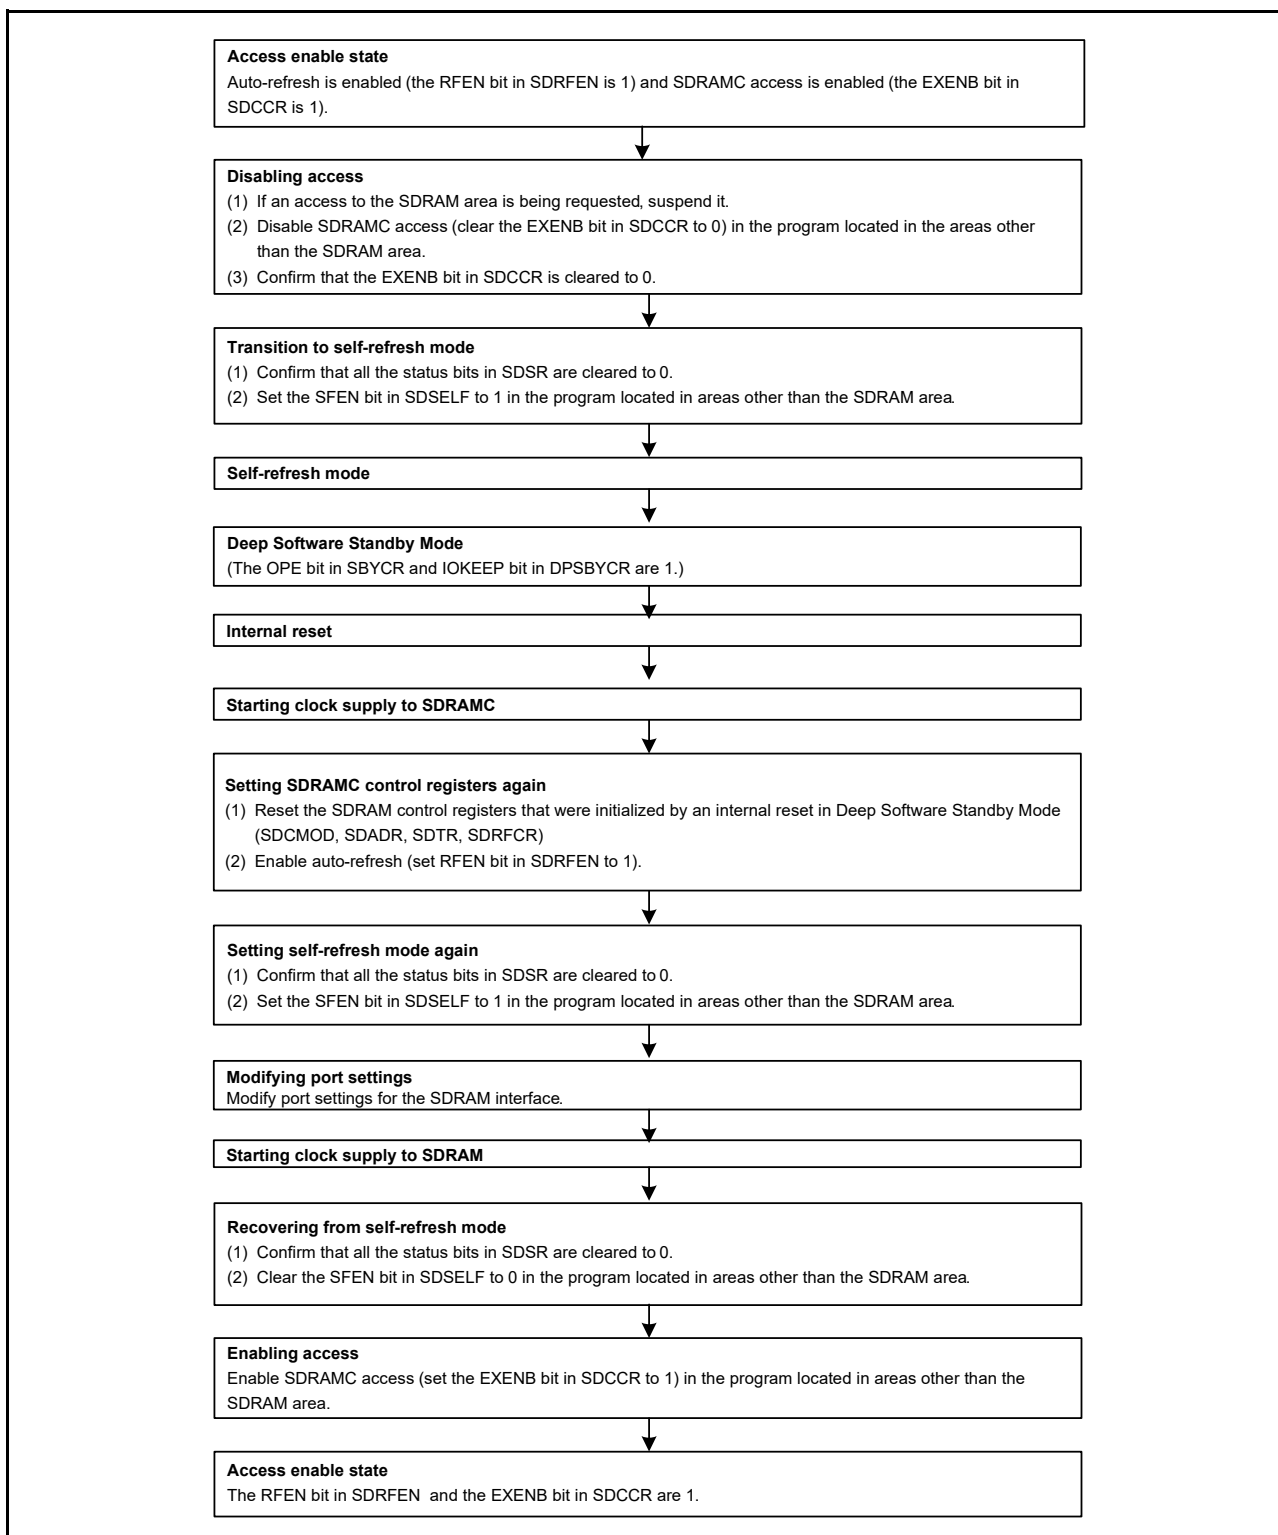 Access enable state
Auto-refresh is enabled (the RFEN bit in SDRFEN is 1) and SDRAMC access is enabled (the EXENB bit in
SDCCR is 1).
Disabling access
(1) If an access to the SDRAM area is being requested, suspend it.
(2) Disable SDRAMC access (clear the EXENB bit in SDCCR to 0) in the program located in the areas other
than the SDRAM area.
(3) Confirm that the EXENB bit in SDCCR is cleared to 0.
Transition to self-refresh mode
(1) Confirm that all the status bits in SDSR are cleared to 0.
(2) Set the SFEN bit in SDSELF to 1 in the program located in areas other than the SDRAM area.
Self-refresh mode
Deep Software Standby Mode
(The OPE bit in SBYCR and IOKEEP bit in DPSBYCR are 1.)
Internal reset
Starting clock supply to SDRAMC
Setting SDRAMC control registers again
(1) Reset the SDRAM control registers that were initialized by an internal reset in Deep Software Standby Mode
(SDCMOD, SDADR, SDTR, SDRFCR)
(2) Enable auto-refresh (set RFEN bit in SDRFEN to 1).
Setting self-refresh mode again
(1) Confirm that all the status bits in SDSR are cleared to 0.
(2) Set the SFEN bit in SDSELF to 1 in the program located in areas other than the SDRAM area.
Modifying port settings
Modify port settings for the SDRAM interface.
Starting clock supply to SDRAM
Recovering from self-refresh mode
(1) Confirm that all the status bits in SDSR are cleared to 0.
(2) Clear the SFEN bit in SDSELF to 0 in the program located in areas other than the SDRAM area.
Enabling access
Enable SDRAMC access (set the EXENB bit in SDCCR to 1) in the program located in areas other than the
SDRAM area.
Access enable state
The RFEN bit in SDRFEN and the EXENB bit in SDCCR are 1.